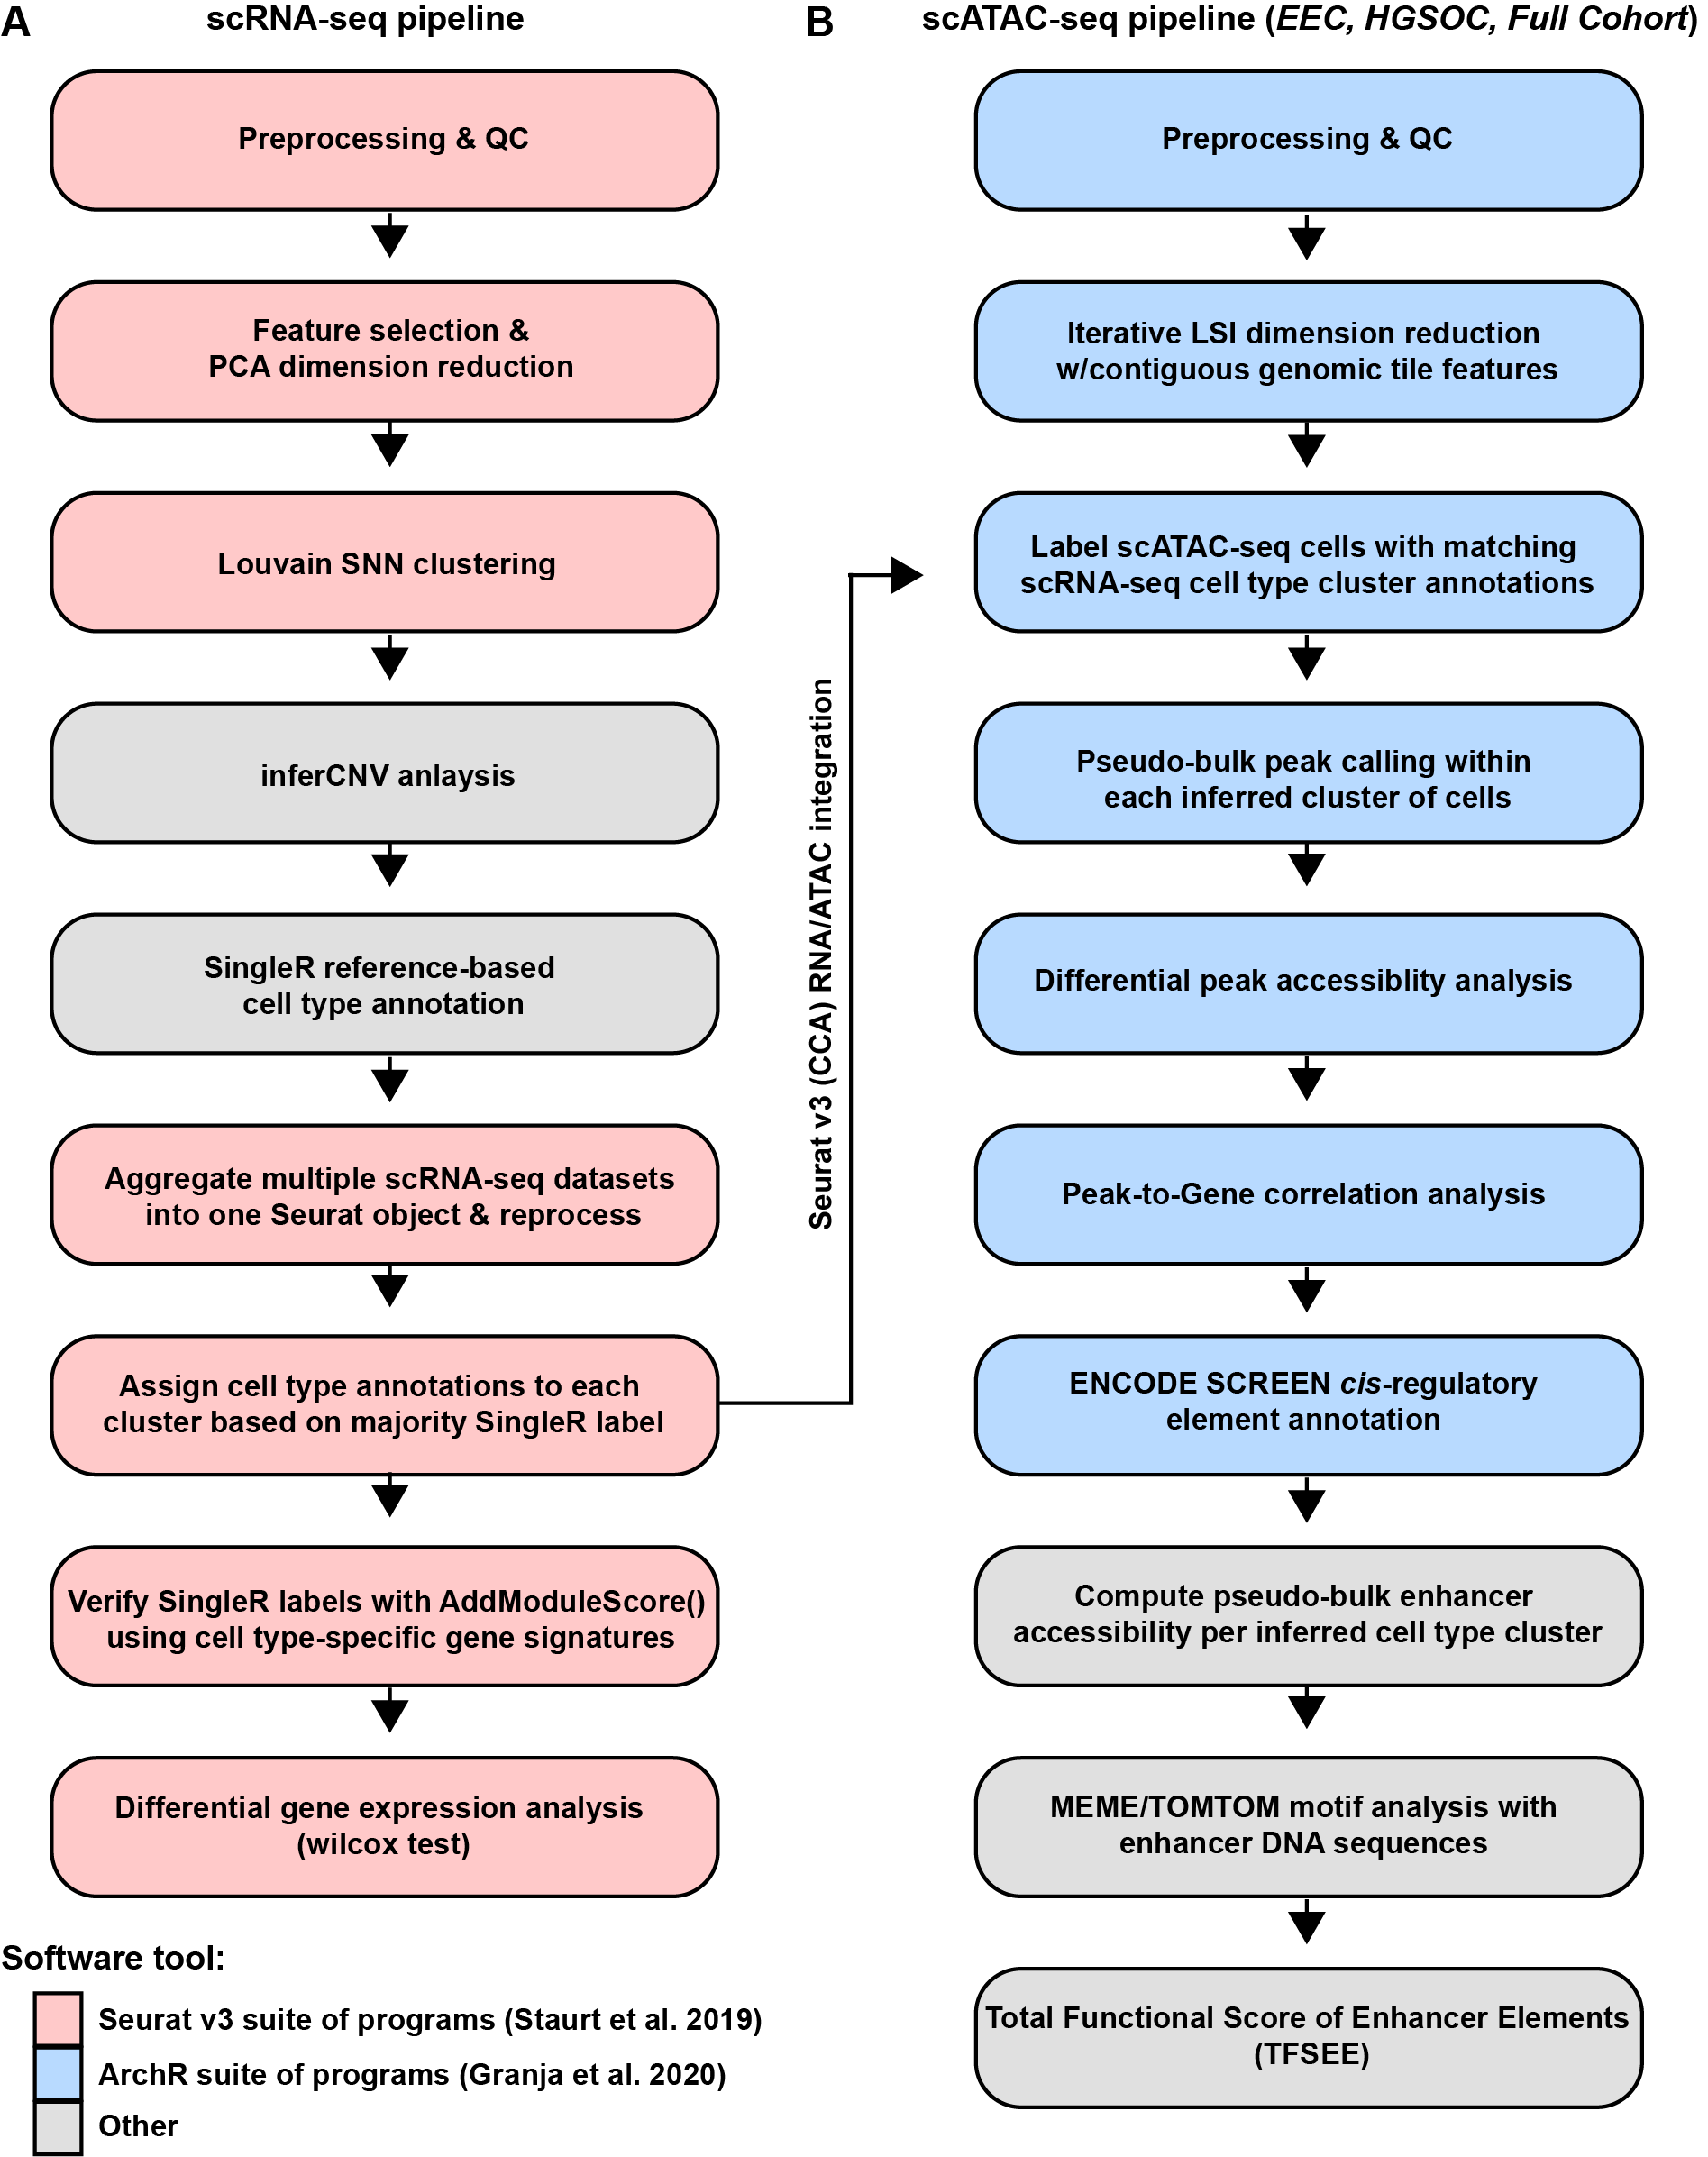 A
scRNA-seq pipeline
Preprocessing & QC
Feature selection &
PCA dimension reduction
Louvain SNN clustering
inferCNV anlaysis
SingleR reference-based
cell type annotation
Aggregate multiple scRNA-seq datasets
into one Seurat object & reprocess
Assign cell type annotations to each
cluster based on majority SingleR label
Verify SingleR labels with AddModuleScore()
using cell type-specific gene signatures
Differential gene expression analysis
(wilcox test)
Software tool:
Seurat v3 suite of programs (Staurt et al. 2019)
ArchR suite of programs (Granja et al. 2020)
Other
Seurat v3 (CCA) RNA/ATAC integration
B
scATAC-seq pipeline (EEC, HGSOC, Full Cohort)
Preprocessing & QC
Iterative LSI dimension reduction
w/contiguous genomic tile features
Label scATAC-seq cells with matching
scRNA-seq cell type cluster annotations
Pseudo-bulk peak calling within
each inferred cluster of cells
Differential peak accessiblity analysis
Peak-to-Gene correlation analysis
ENCODE SCREEN cis-regulatory
element annotation
Compute pseudo-bulk enhancer
accessibility per inferred cell type cluster
MEME/TOMTOM motif analysis with
enhancer DNA sequences
Total Functional Score of Enhancer Elements
(TFSEE)